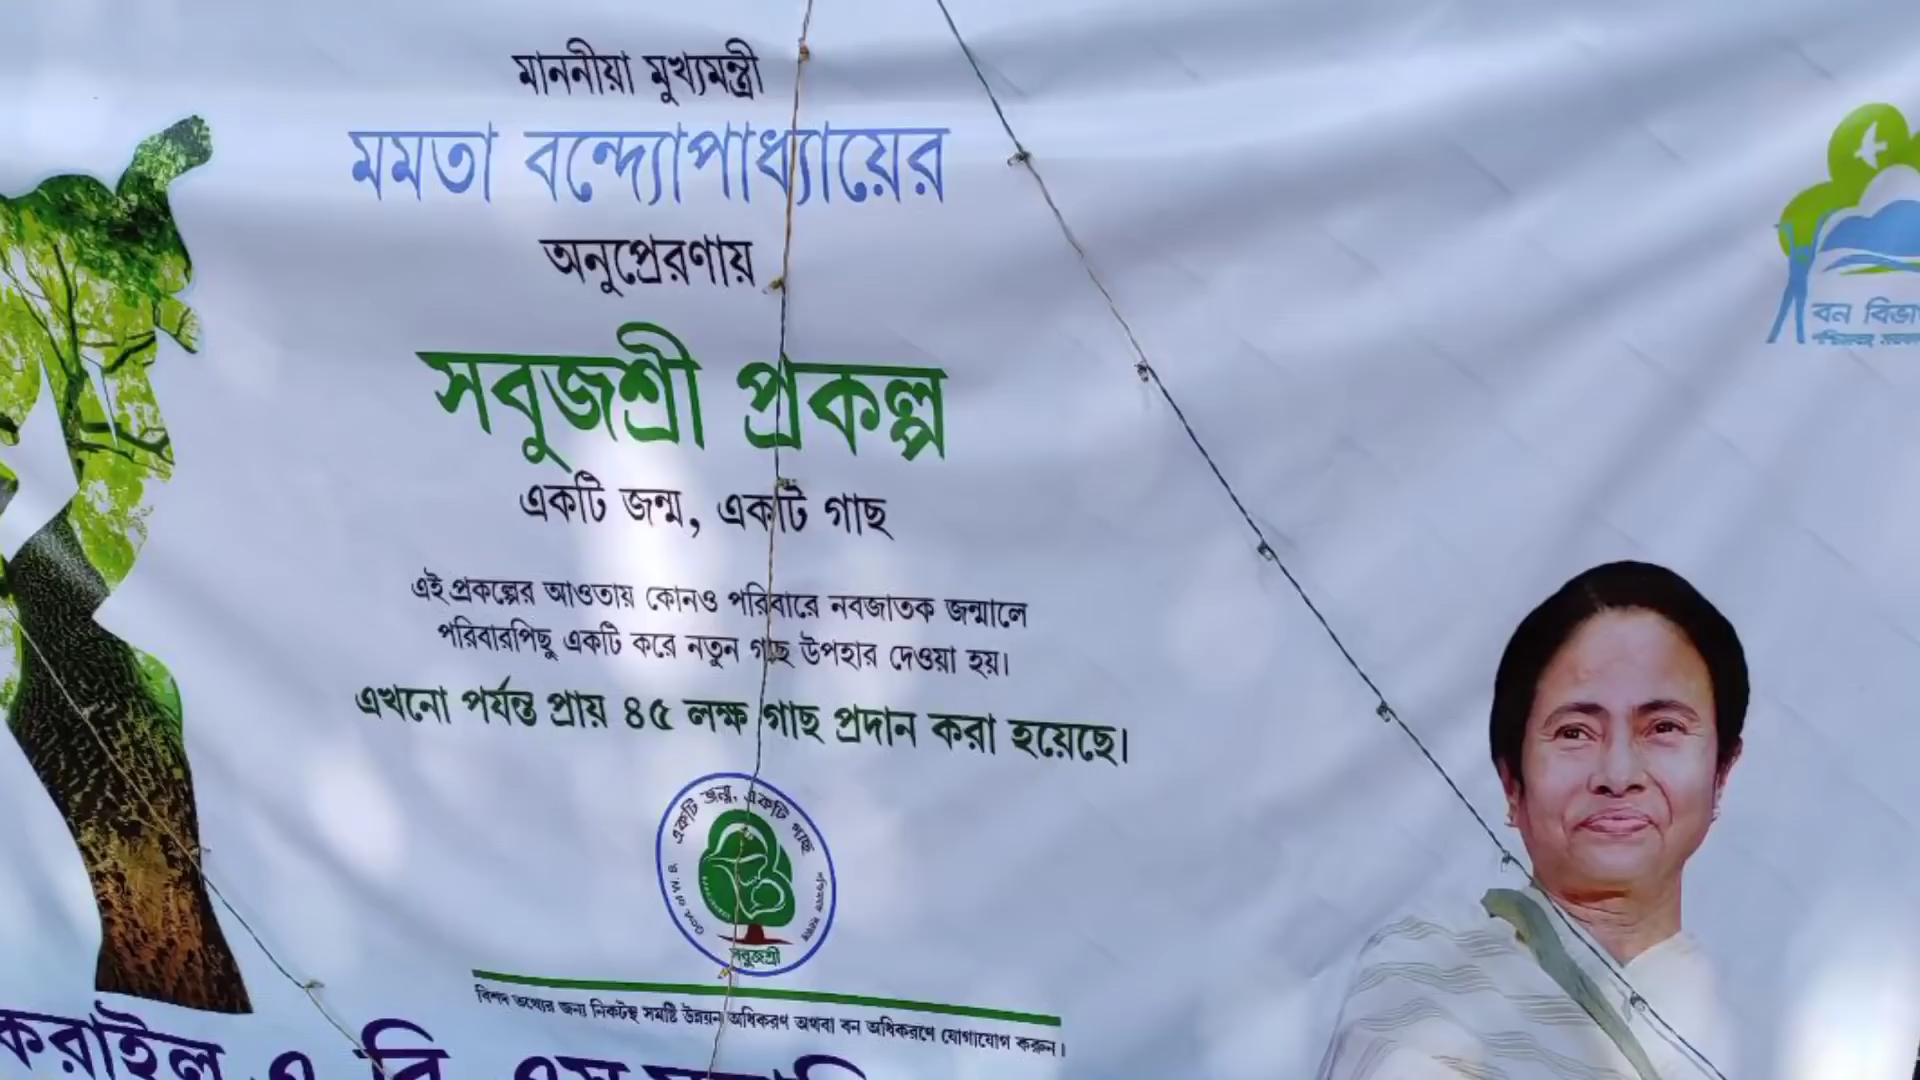 মাননীয়া মুখ্যমন্ত্রী
মমতা বন্দ্যোপাধ্যায়ের
অনুপ্রেরণায়
সবুজশ্রী প্রকল্প
একটি জন্ম, একটি গাছ
এই প্রকল্পের আওতায় কোনও পরিবারে নবজাতক জন্মালে
পরিবারপিছু একটি করে নতুন গাছ উপহার দেওয়া হয়।
এখনো পর্যন্ত প্রায় ৪৫ লক্ষ গাছ প্রদান করা হয়েছে।
একটি জন্ম, একটি গাছ
Govt. of W.B
সবুজশ্রী
বিশদ তথ্যের জন্য নিকটস্থ সমষ্টি উন্নয়ন অধিকরণ অথবা বন অধিকরণে যোগাযোগ করুন।
বন